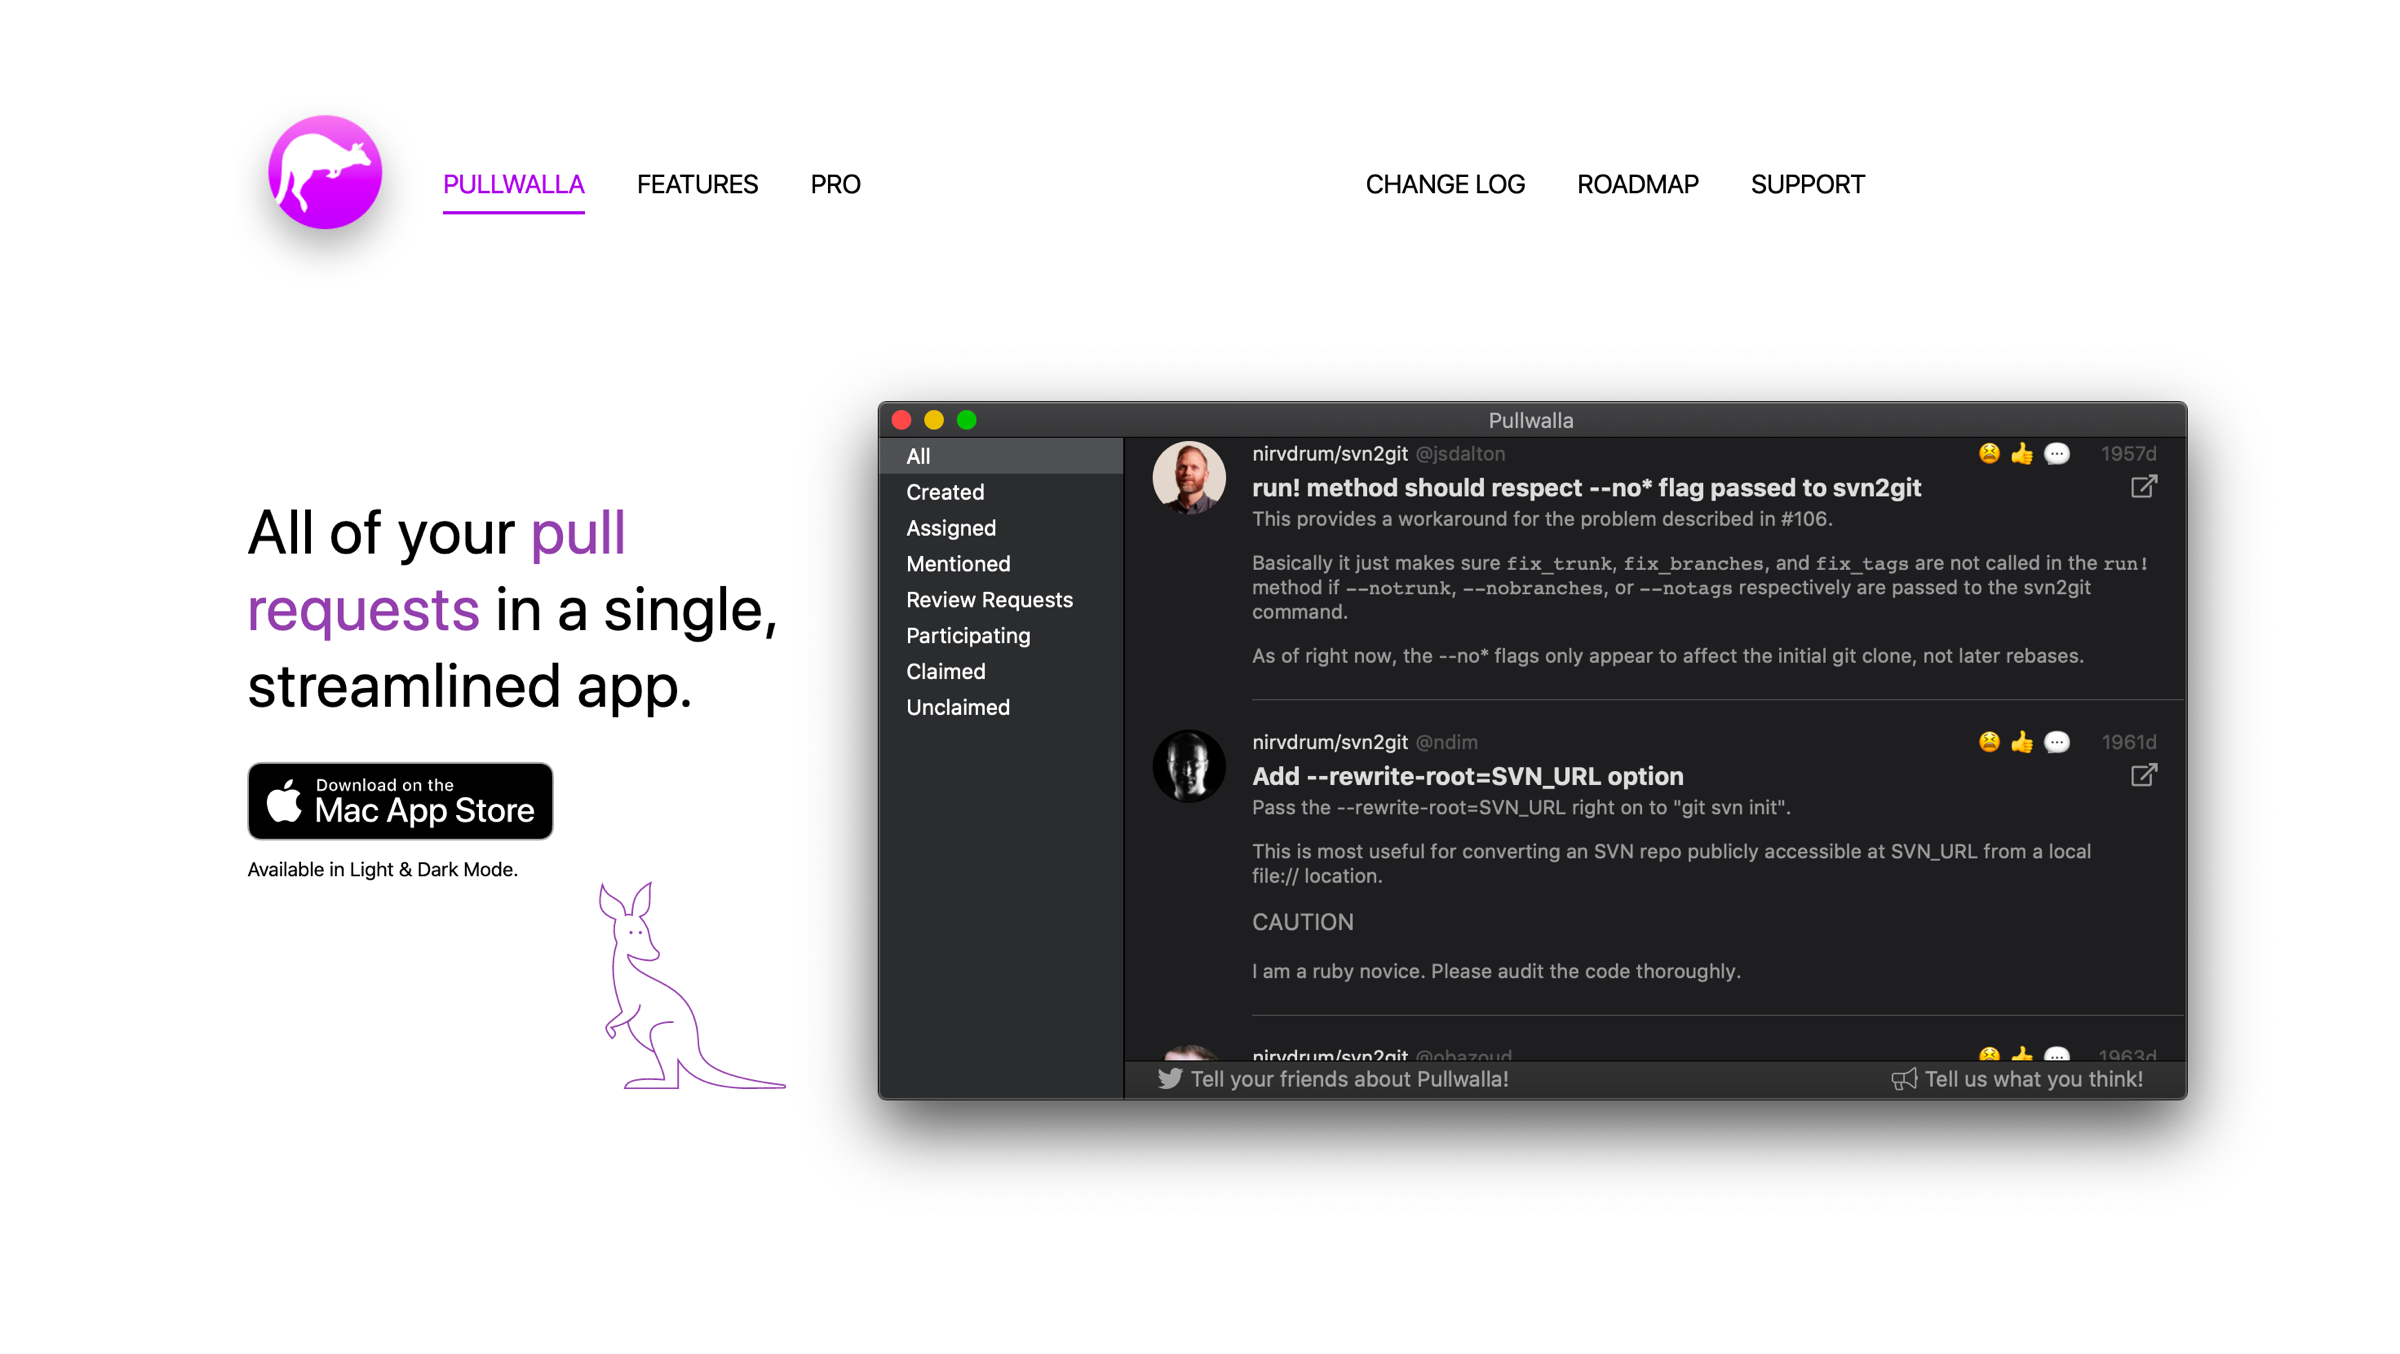 PULLWALLA FEATURES PRO CHANGE LOG ROADMAP SUPPORT
All of your pull
requests in a single,
streamlined app.
Download on the
Mac App Store
Available in Light & Dark Mode.
Pullwalla
All
Created
Assigned
Mentioned
Review Requests
Participating
Claimed
Unclaimed
nirvdrum/svn2git @jsdalton 1957d
run! method should respect --no* flag passed to svn2git
This provides a workaround for the problem described in #106.
Basically it just makes sure fix_trunk, fix_branches, and fix_tags are not called in the run!
method if --notrunk, --nobranches, or --notags respectively are passed to the svn2git
command.
As of right now, the --no* flags only appear to affect the initial git clone, not later rebases.
nirvdrum/svn2git @ndim 1961d
Add --rewrite-root=SVN_URL option
Pass the --rewrite-root=SVN_URL right on to "git svn init".
This is most useful for converting an SVN repo publicly accessible at SVN_URL from a local
file:// location.
CAUTION
I am a ruby novice. Please audit the code thoroughly.
nirvdrum/svn2git @obazoud 1963d
Tell your friends about Pullwalla! Tell us what you think!